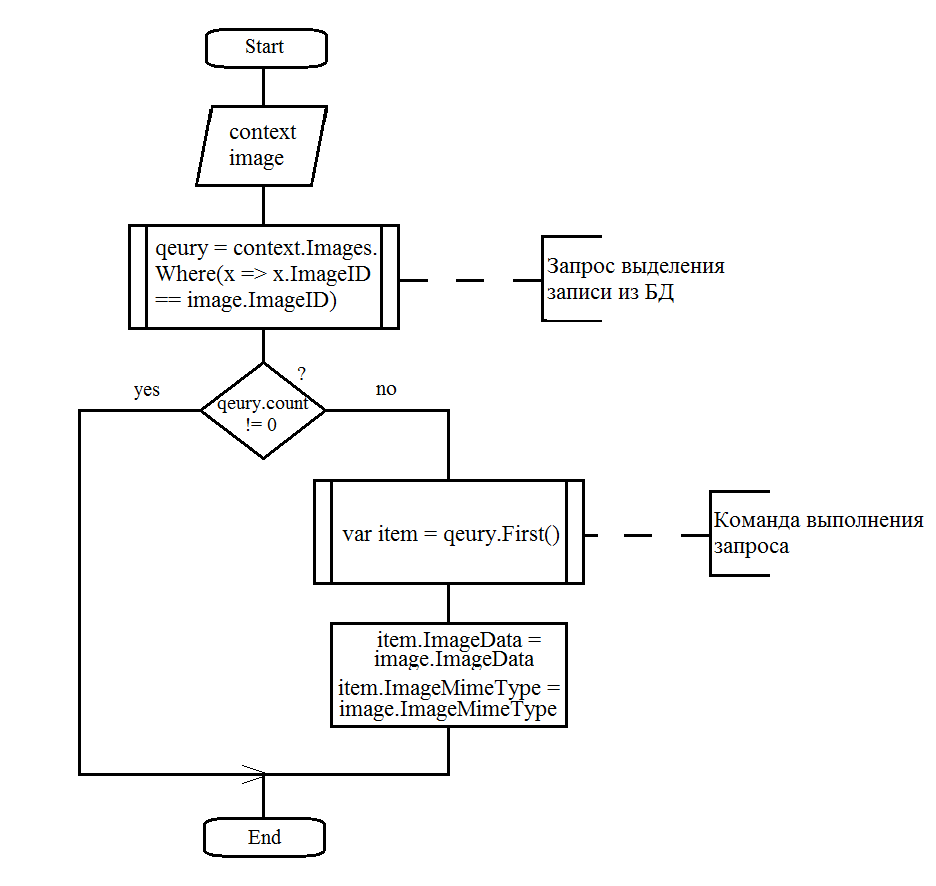 Start
context
image
qeury = context.Images.
Where(x => x.ImageID
== image.ImageID)
Запрос выделения
записи из БД
?
yes
no
qeury.count
!= 0
var item = qeury.First()
Команда выполнения
запроса
item.ImageData =
image.ImageData
item.ImageMimeType =
image.ImageMimeType
End